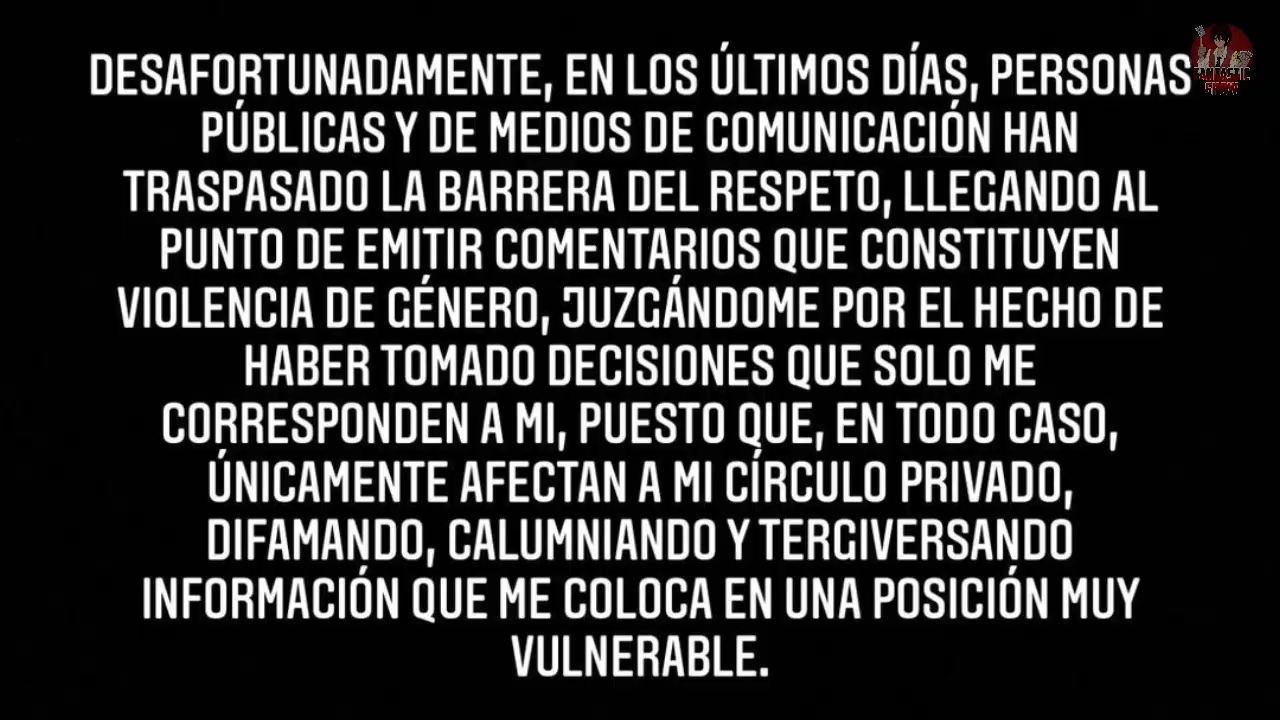 DESAFORTUNADAMENTE, EN LOS ÚLTIMOS DÍAS, PERSONAS
PÚBLICAS Y DE MEDIOS DE COMUNICACIÓN HAN
TRASPASADO LA BARRERA DEL RESPETO, LLEGANDO AL
PUNTO DE EMITIR COMENTARIOS QUE CONSTITUYEN
VIOLENCIA DE GÉNERO, JUZGÁNDOME POR EL HECHO DE
HABER TOMADO DECISIONES QUE SOLO ME
CORRESPONDEN A MI, PUESTO QUE, EN TODO CASO,
ÚNICAMENTE AFECTAN A MI CÍRCULO PRIVADO,
DIFAMANDO, CALUMNIANDO Y TERGIVERSANDO
INFORMACIÓN QUE ME COLOCA EN UNA POSICIÓN MUY
VULNERABLE.